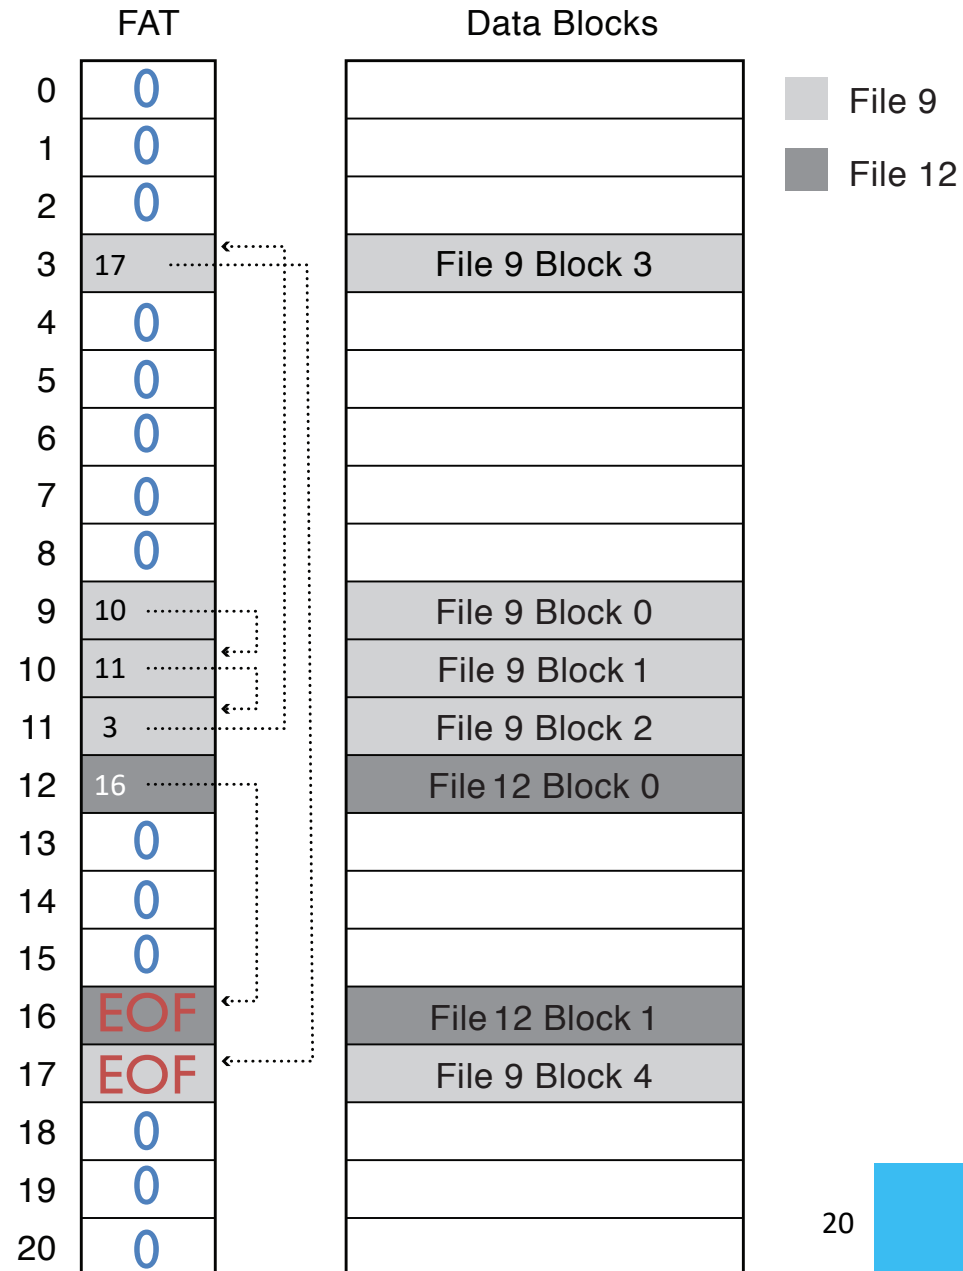 FAT Data Blocks
0 0
File 9
1 0
File 12
2 0
3 17 File 9 Block 3
4 0
5 0
6 0
7 0
8 0
9 10 File 9 Block 0
10 11 File 9 Block 1
11 3 File 9 Block 2
12 16 File 12 Block 0
13 0
14 0
15 0
16 EOF File 12 Block 1
17 EOF File 9 Block 4
18 0
19 0
20 0
20